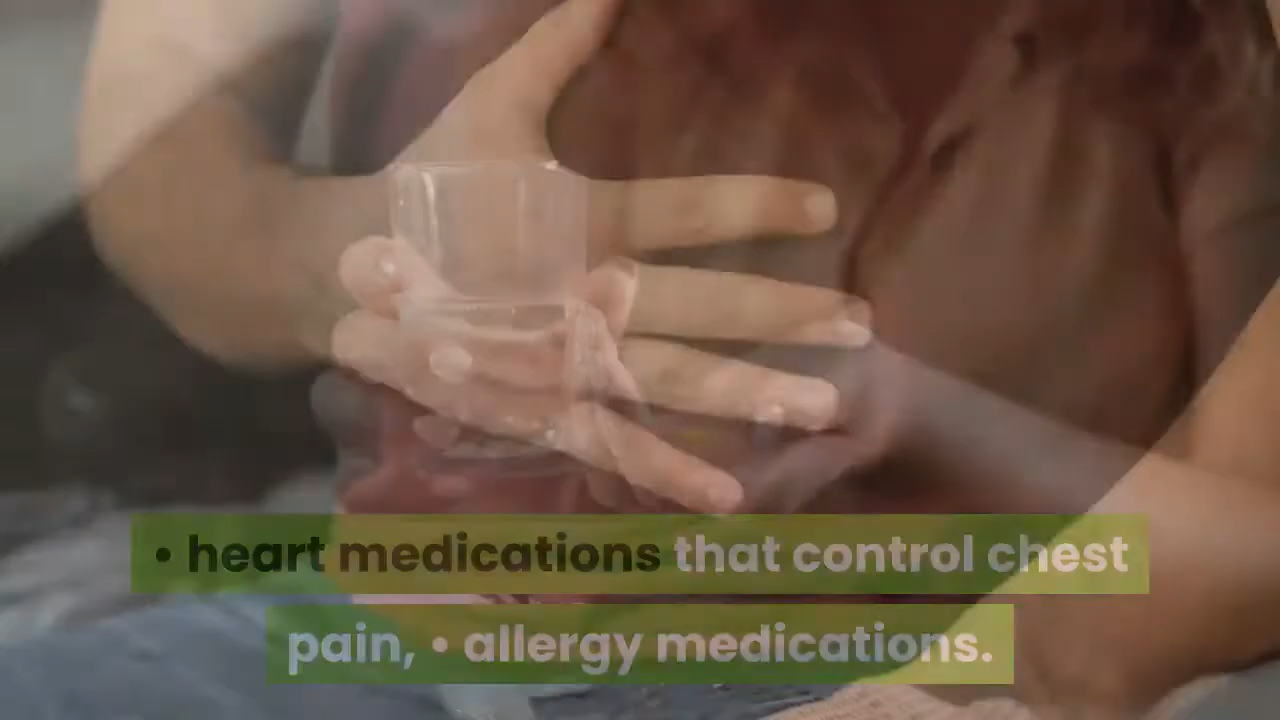 • heart medications that control chest
pain, • allergy medications.